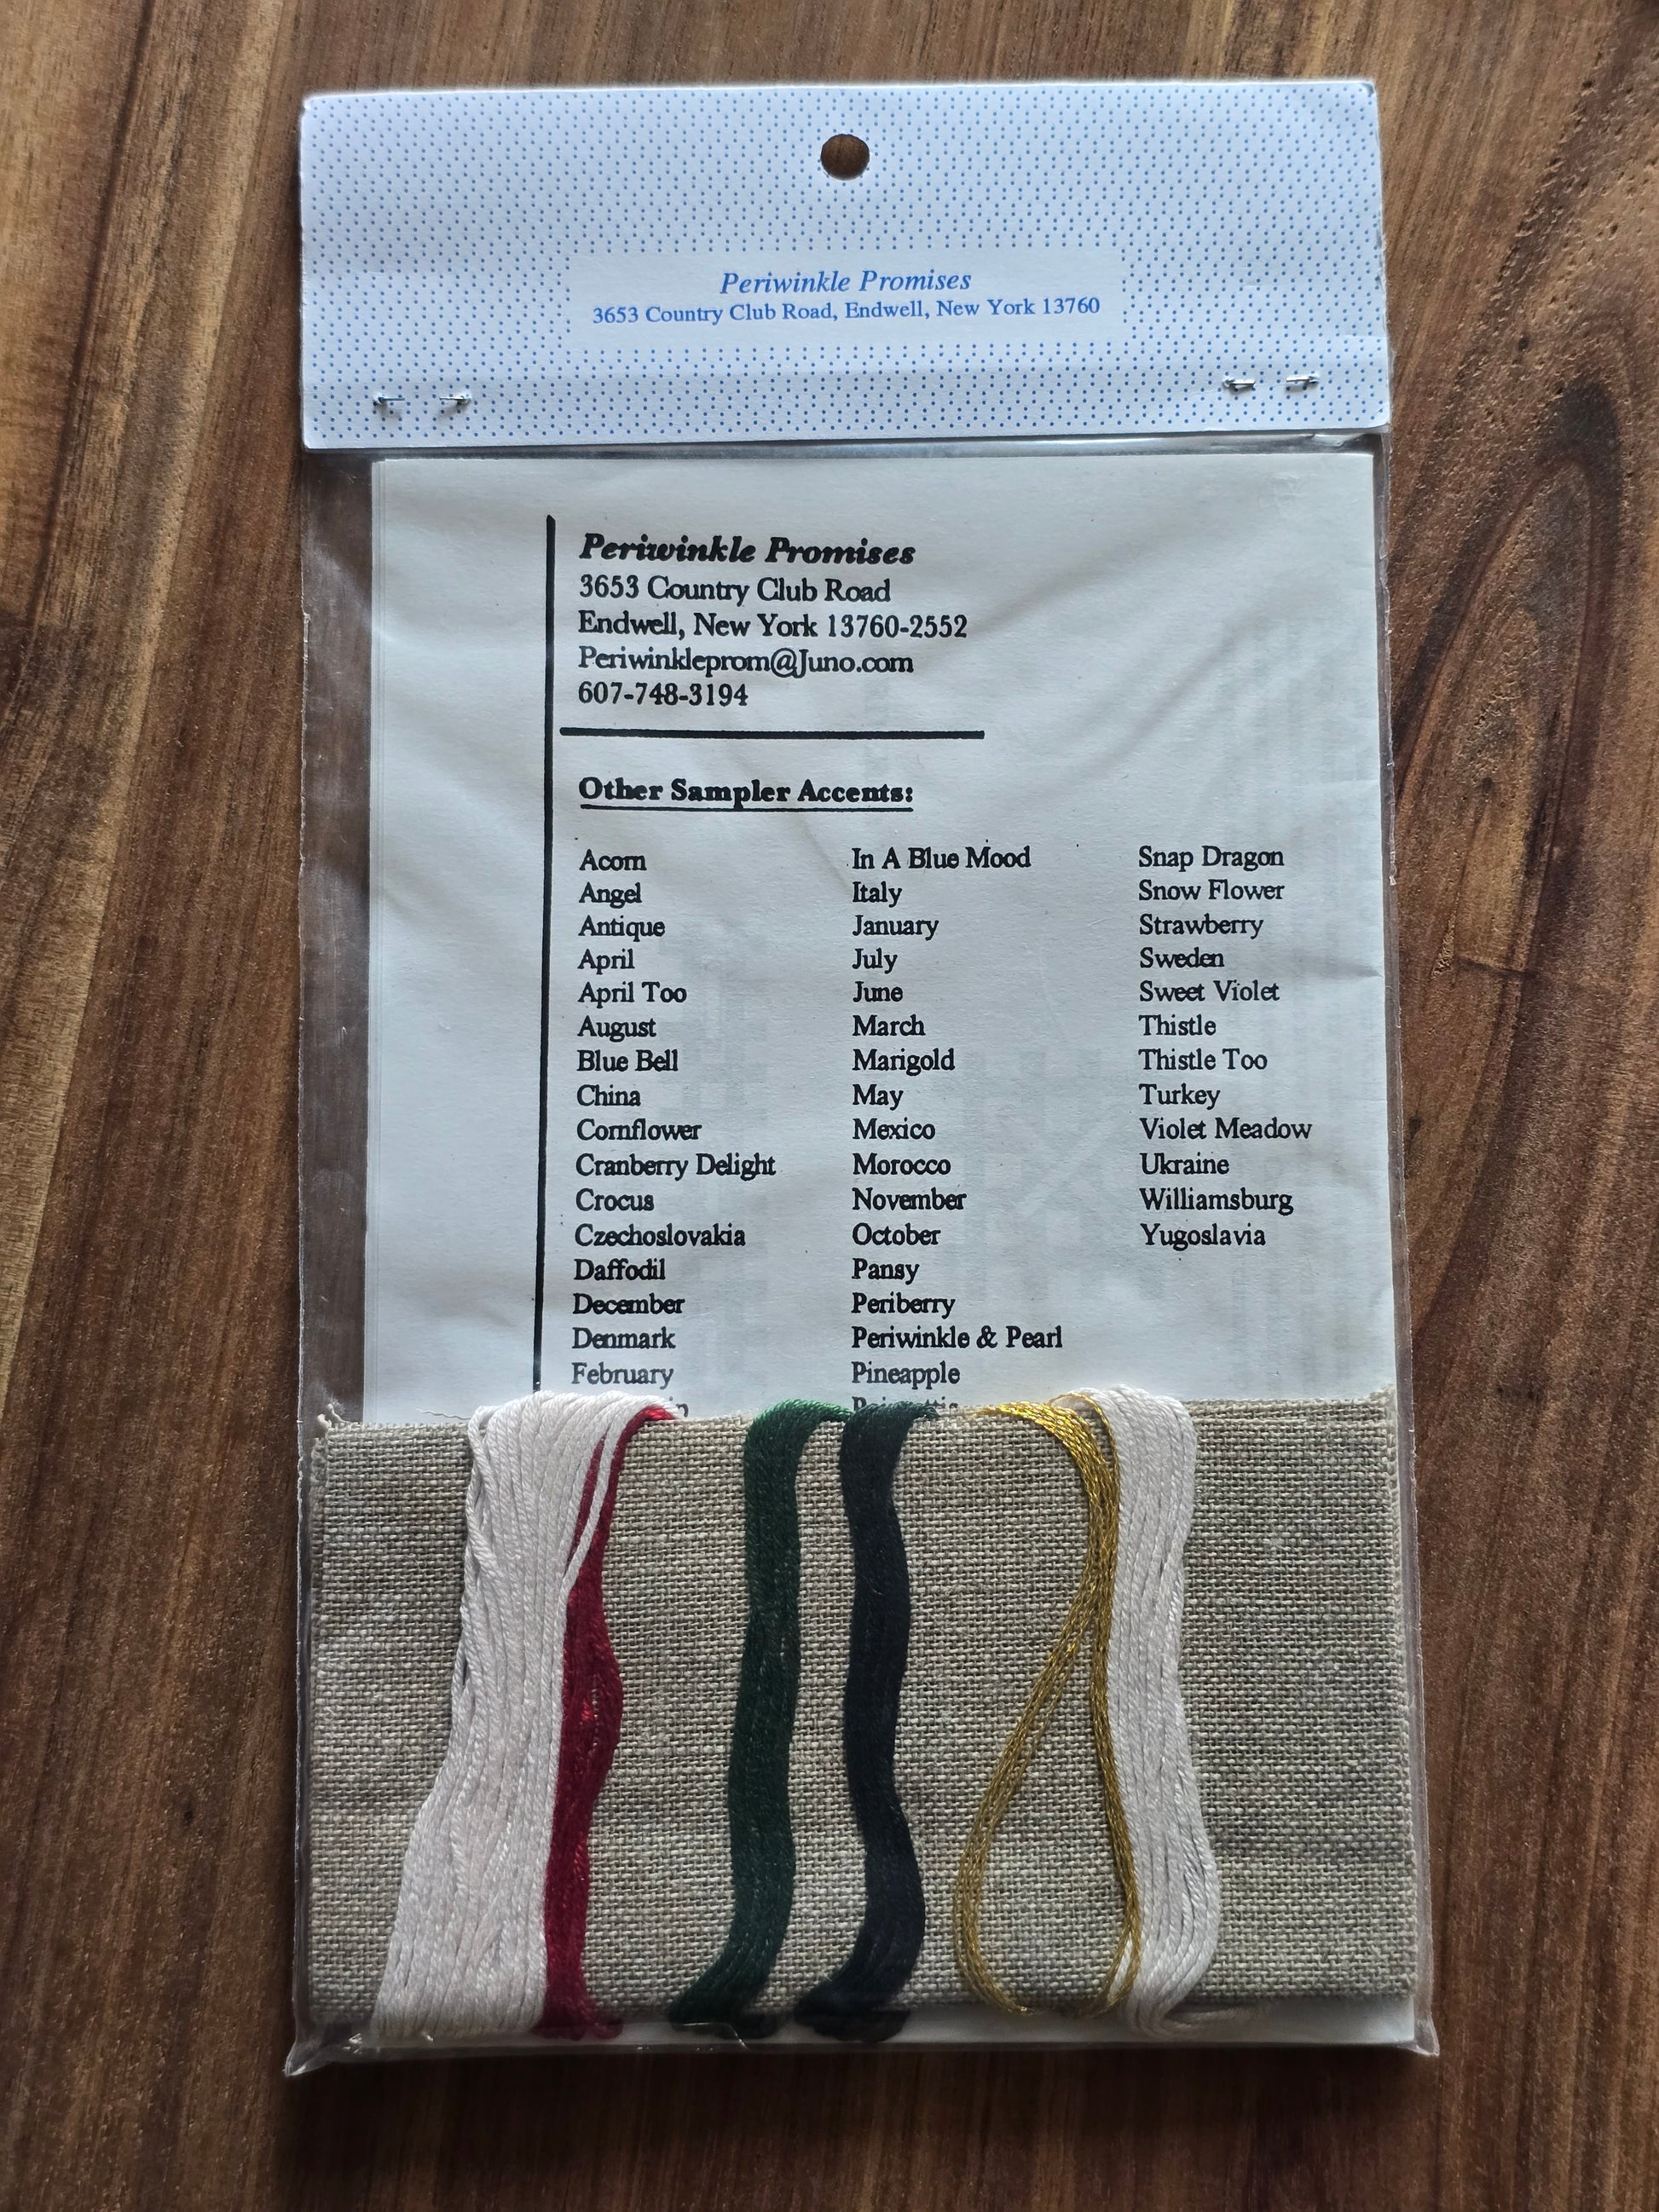 Periwinkle Promises
3653 Country Club Road, Endwell, New York 13760
Periwinkle Promises
3653 Country Club Road
Endwell, New York 13760-2552
Periwinkleprom@Juno.com
607-748-3194
Other Sampler Accents:
Acorn
Angel
Antique
April
April Too
August
Blue Bell
China
Cornflower
Cranberry Delight
Crocus
Czechoslovakia
Daffodil
December
Denmark
February
In A Blue Mood
Italy
January
July
June
March
Marigold
May
Mexico
Morocco
November
October
Pansy
Periberry
Periwinkle & Pearl
Pineapple
Snap Dragon
Snow Flower
Strawberry
Sweden
Sweet Violet
Thistle
Thistle Too
Turkey
Violet Meadow
Ukraine
Williamsburg
Yugoslavia